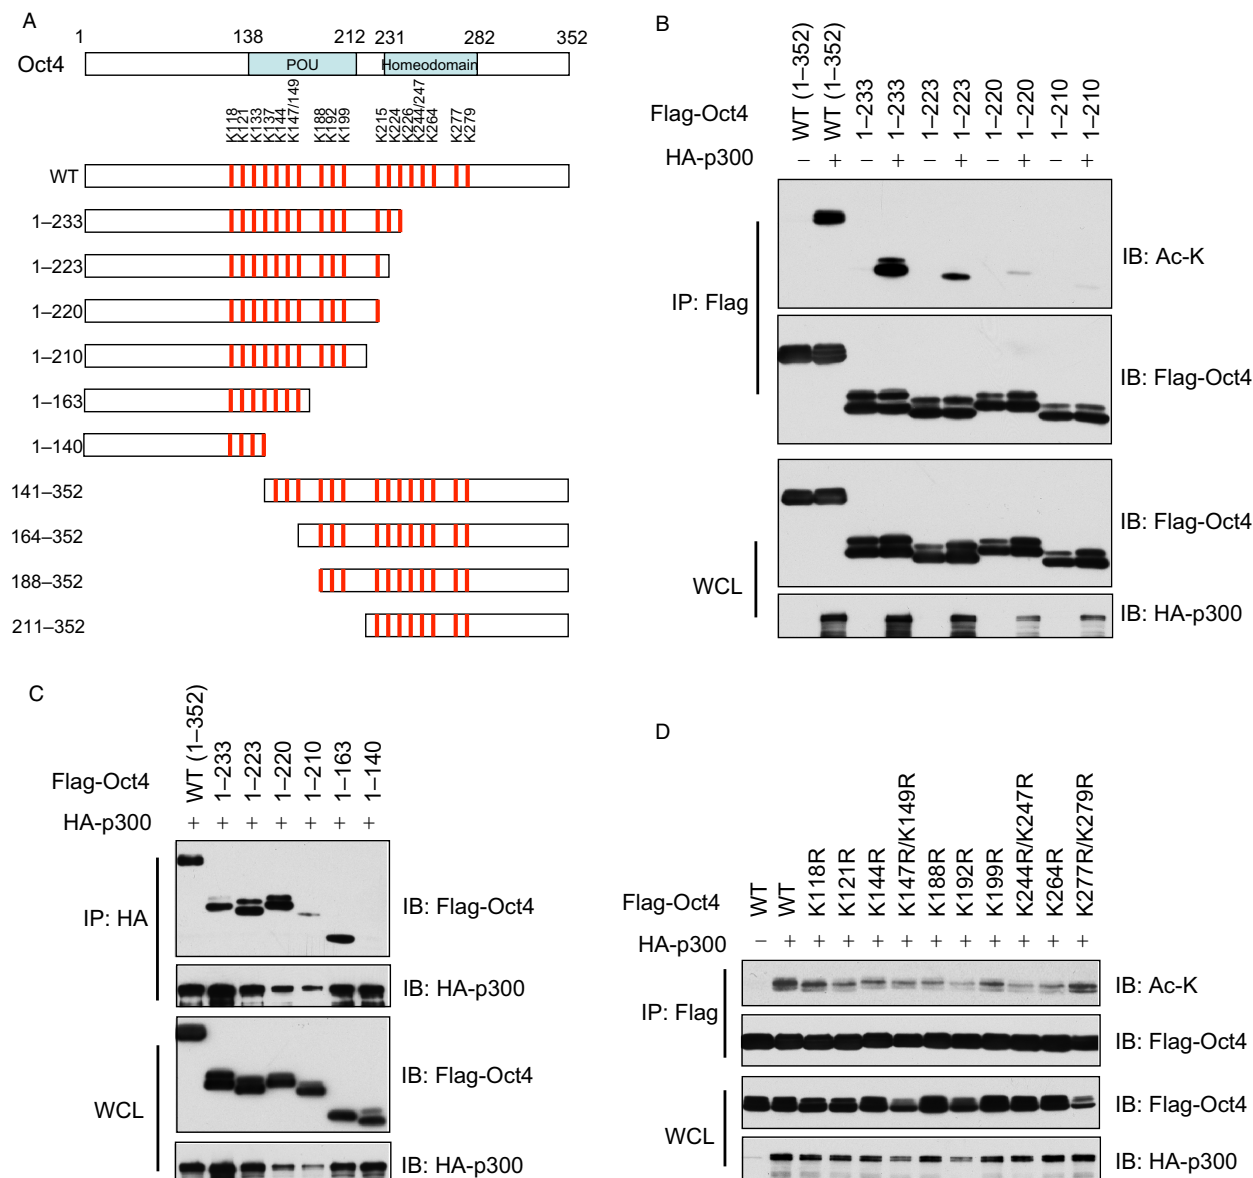 A
1 138 212 231 282 352
Oct4 POU Homeodomain
K118 K121 K133 K137 K144 K147/149 K188 K192 K199 K215 K224 K226 K244/247 K264 K277 K279
WT
1–233
1–223
1–220
1–210
1–163
1–140
141–352
164–352
188–352
211–352
B
Flag-Oct4 WT (1–352) WT (1–352) 1–233 1–233 1–223 1–223 1–220 1–220 1–210 1–210
HA-p300 – + – + – + – + – +
IP: Flag
IB: Ac-K
IB: Flag-Oct4
WCL
IB: Flag-Oct4
IB: HA-p300
C
Flag-Oct4 WT (1–352) 1–233 1–223 1–220 1–210 1–163 1–140
HA-p300 + + + + + + +
IP: HA
IB: Flag-Oct4
IB: HA-p300
WCL
IB: Flag-Oct4
IB: HA-p300
D
Flag-Oct4 WT WT K118R K121R K144R K147R/K149R K188R K192R K199R K244R/K247R K264R K277R/K279R
HA-p300 – + + + + + + + + + + +
IP: Flag
IB: Ac-K
IB: Flag-Oct4
WCL
IB: Flag-Oct4
IB: HA-p300